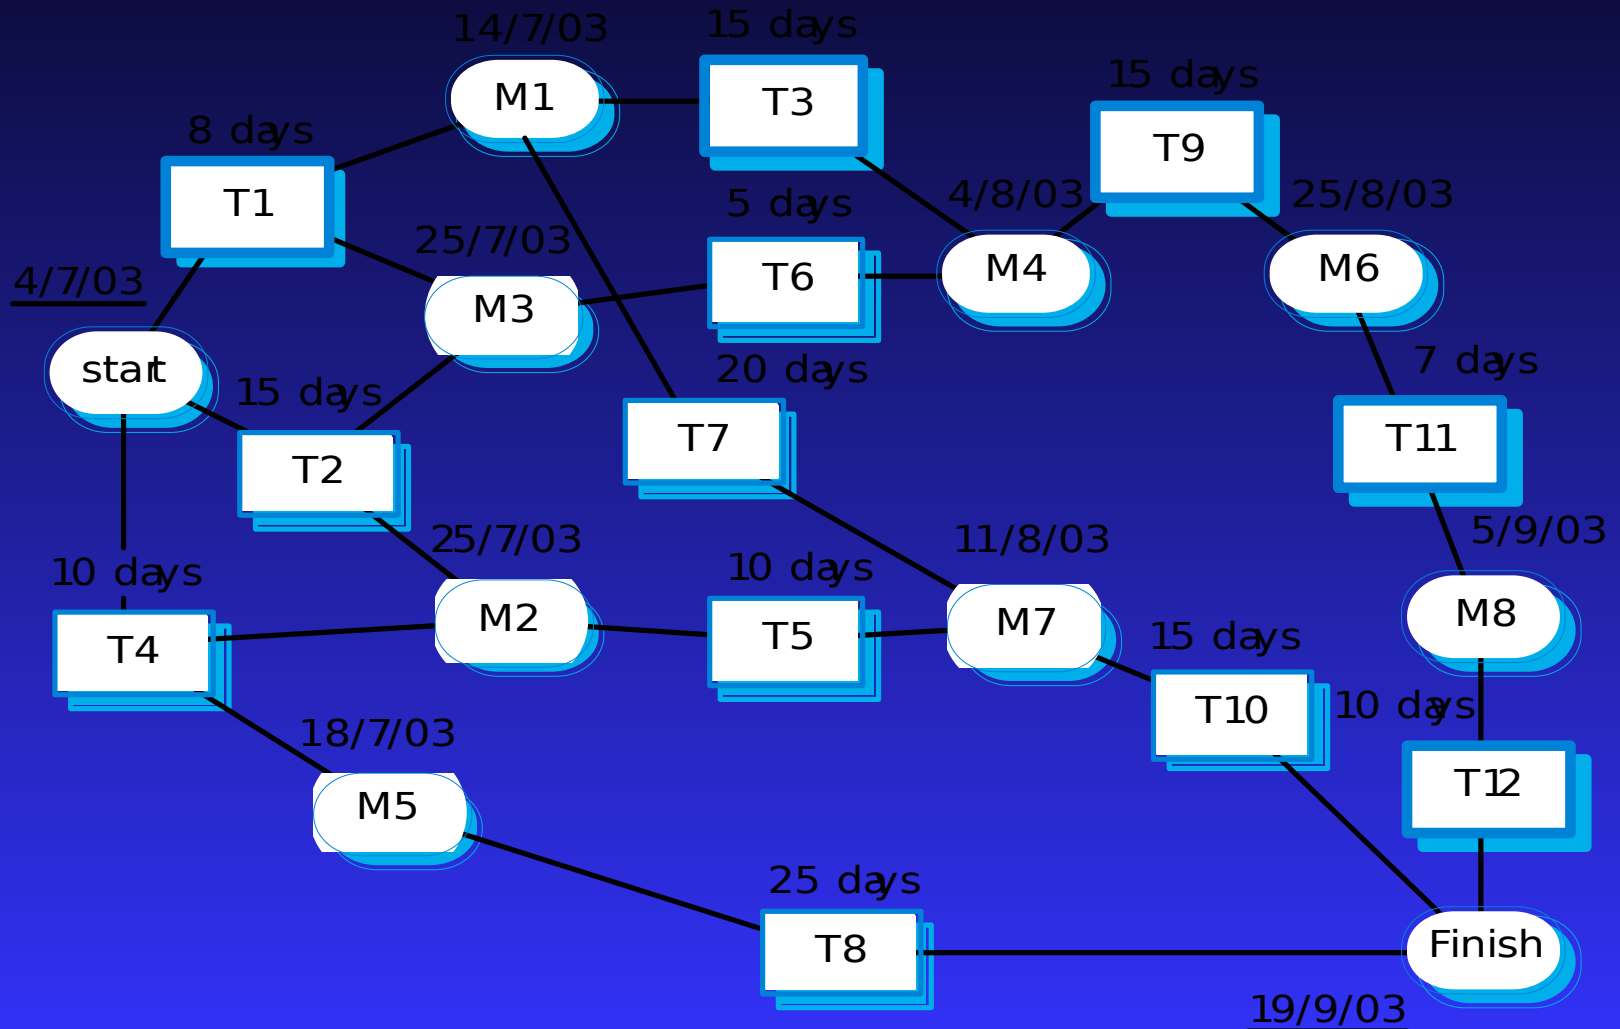 14/7/03
15 days
M1
T3
15 days
8 days
T9
T1
5 days
4/8/03
25/8/03
25/7/03
4/7/03
T6
M4
M6
M3
start
20 days
7 days
15 days
T7
T11
T2
25/7/03
11/8/03
5/9/03
10 days
10 days
M2
T5
M7
M8
T4
15 days
T10
10 days
18/7/03
T12
M5
25 days
T8
Finish
19/9/03